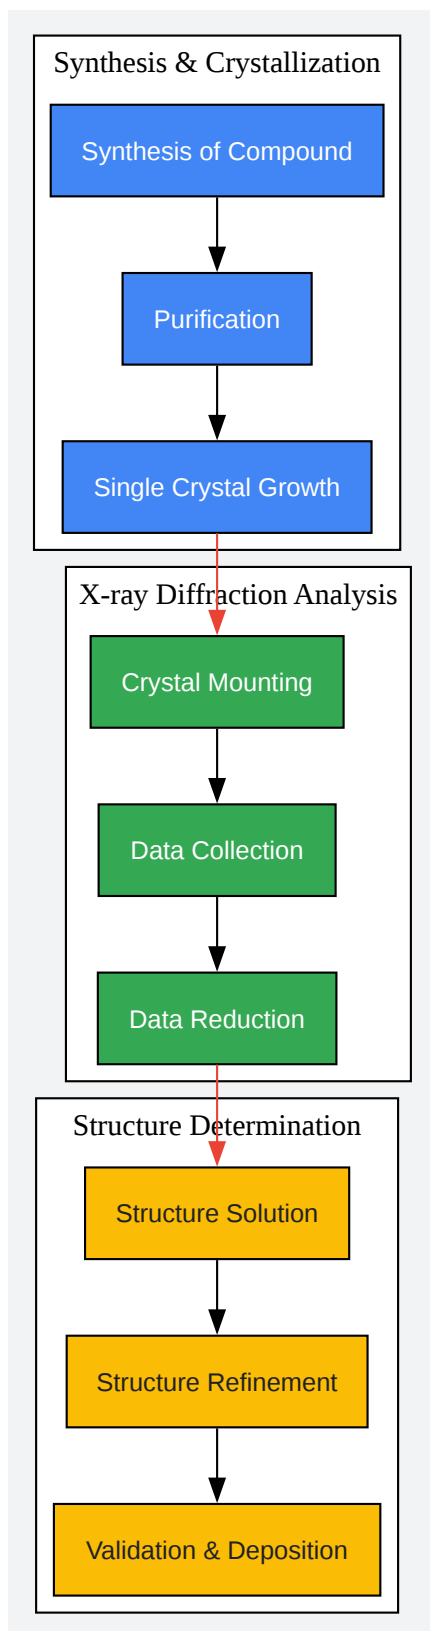 Synthesis & Crystallization
Synthesis of Compound
Purification
Single Crystal Growth
X-ray Diffraction Analysis
Crystal Mounting
Data Collection
Data Reduction
Structure Determination
Structure Solution
Structure Refinement
Validation & Deposition